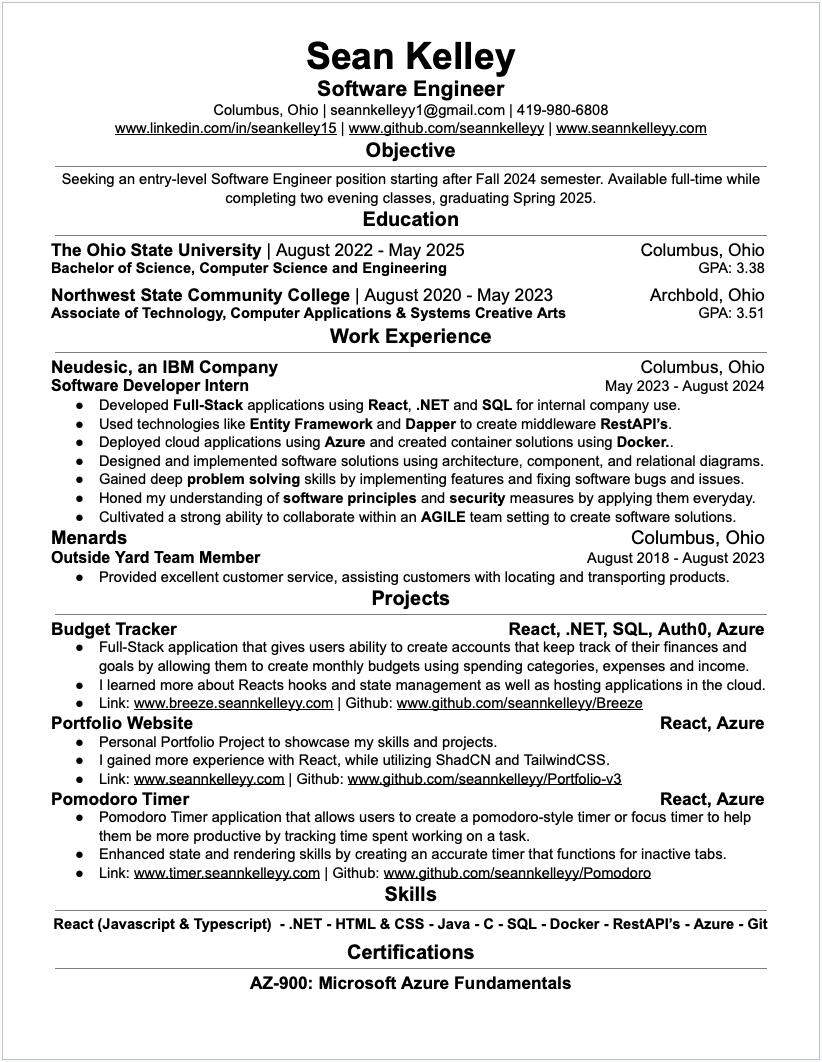 Sean Kelley
Software Engineer
Columbus, Ohio | seannkelleyy1@gmail.com | 419-980-6808
www.linkedin.com/in/seankelley15 | www.github.com/seannkelleyy | www.seannkelleyy.com
Objective
Seeking an entry-level Software Engineer position starting after Fall 2024 semester. Available full-time while
completing two evening classes, graduating Spring 2025.
Education
The Ohio State University | August 2022 - May 2025 Columbus, Ohio
Bachelor of Science, Computer Science and Engineering GPA: 3.38
Northwest State Community College | August 2020 - May 2023 Archbold, Ohio
Associate of Technology, Computer Applications & Systems Creative Arts GPA: 3.51
Work Experience
Neudesic, an IBM Company Columbus, Ohio
Software Developer Intern May 2023 - August 2024
● Developed Full-Stack applications using React, .NET and SQL for internal company use.
● Used technologies like Entity Framework and Dapper to create middleware RestAPI’s.
● Deployed cloud applications using Azure and created container solutions using Docker..
● Designed and implemented software solutions using architecture, component, and relational diagrams.
● Gained deep problem solving skills by implementing features and fixing software bugs and issues.
● Honed my understanding of software principles and security measures by applying them everyday.
● Cultivated a strong ability to collaborate within an AGILE team setting to create software solutions.
Menards Columbus, Ohio
Outside Yard Team Member August 2018 - August 2023
● Provided excellent customer service, assisting customers with locating and transporting products.
Projects
Budget Tracker React, .NET, SQL, Auth0, Azure
● Full-Stack application that gives users ability to create accounts that keep track of their finances and
goals by allowing them to create monthly budgets using spending categories, expenses and income.
● I learned more about Reacts hooks and state management as well as hosting applications in the cloud.
● Link: www.breeze.seannkelleyy.com | Github: www.github.com/seannkelleyy/Breeze
Portfolio Website React, Azure
● Personal Portfolio Project to showcase my skills and projects.
● I gained more experience with React, while utilizing ShadCN and TailwindCSS.
● Link: www.seannkelleyy.com | Github: www.github.com/seannkelleyy/Portfolio-v3
Pomodoro Timer React, Azure
● Pomodoro Timer application that allows users to create a pomodoro-style timer or focus timer to help
them be more productive by tracking time spent working on a task.
● Enhanced state and rendering skills by creating an accurate timer that functions for inactive tabs.
● Link: www.timer.seannkelleyy.com | Github: www.github.com/seannkelleyy/Pomodoro
Skills
React (Javascript & Typescript) - .NET - HTML & CSS - Java - C - SQL - Docker - RestAPI’s - Azure - Git
Certifications
AZ-900: Microsoft Azure Fundamentals